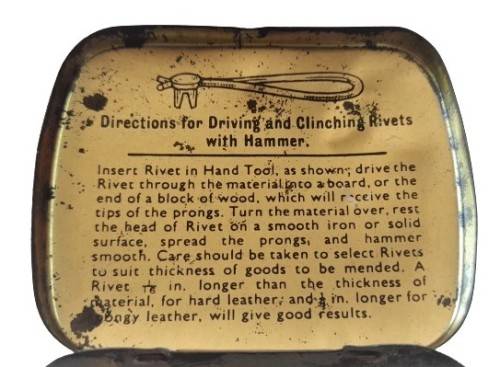 Directions for Driving and Clinching Rivets
with Hammer.
Insert Rivet in Hand Tool, as shown; drive the
Rivet through the material into a board, or the
end of a block of wood, which will receive the
tips of the prongs. Turn the material over, rest
the head of Rivet on a smooth iron or solid
surface, spread the prongs, and hammer
smooth. Care should be taken to select Rivets
to suit thickness of goods to be mended. A
Rivet in. longer than the thickness of
material, for hard leather, and in. longer for
spongy leather, will give good results.